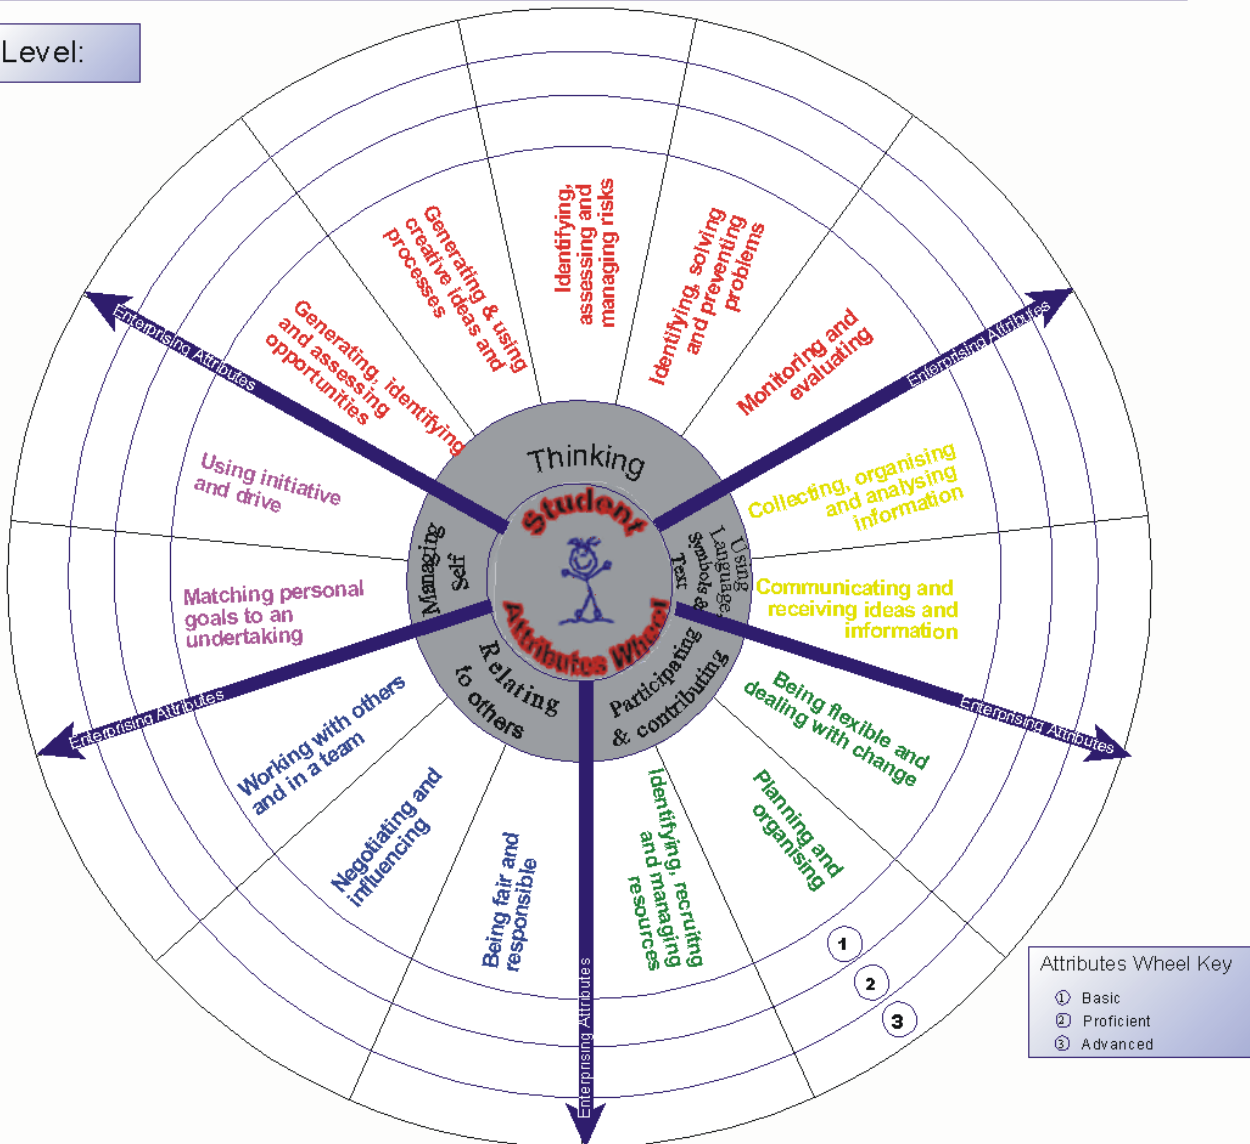 Level:
Identifying,
assessing and
managing risks
Identifying, solving
and preventing
problems
Monitoring and
evaluating
Enterprising Attributes
Collecting, organising
and analysing
information
Communicating and
receiving ideas and
information
Enterprising Attributes
Being flexible and
dealing with change
Planning and
organising
Identifying, recruitng
and managing
resources
Enterprising Attributes
Being fair and
responsible
Negotiating and
influencing
Working with others
and in a team
Enterprising Attributes
Matching personal
goals to an
undertaking
Using initiative
and drive
Enterprising Attributes
Generating, identifying
and assessing
opportunities
Generating & using
creative ideas and
processes
Thinking
Using
Language,
Symbols &
Text
Participating
& contributing
Relating
to others
Managing
Self
Student
Attributes Wheel
1
2
3
Attributes Wheel Key
1 Basic
2 Proficient
3 Advanced